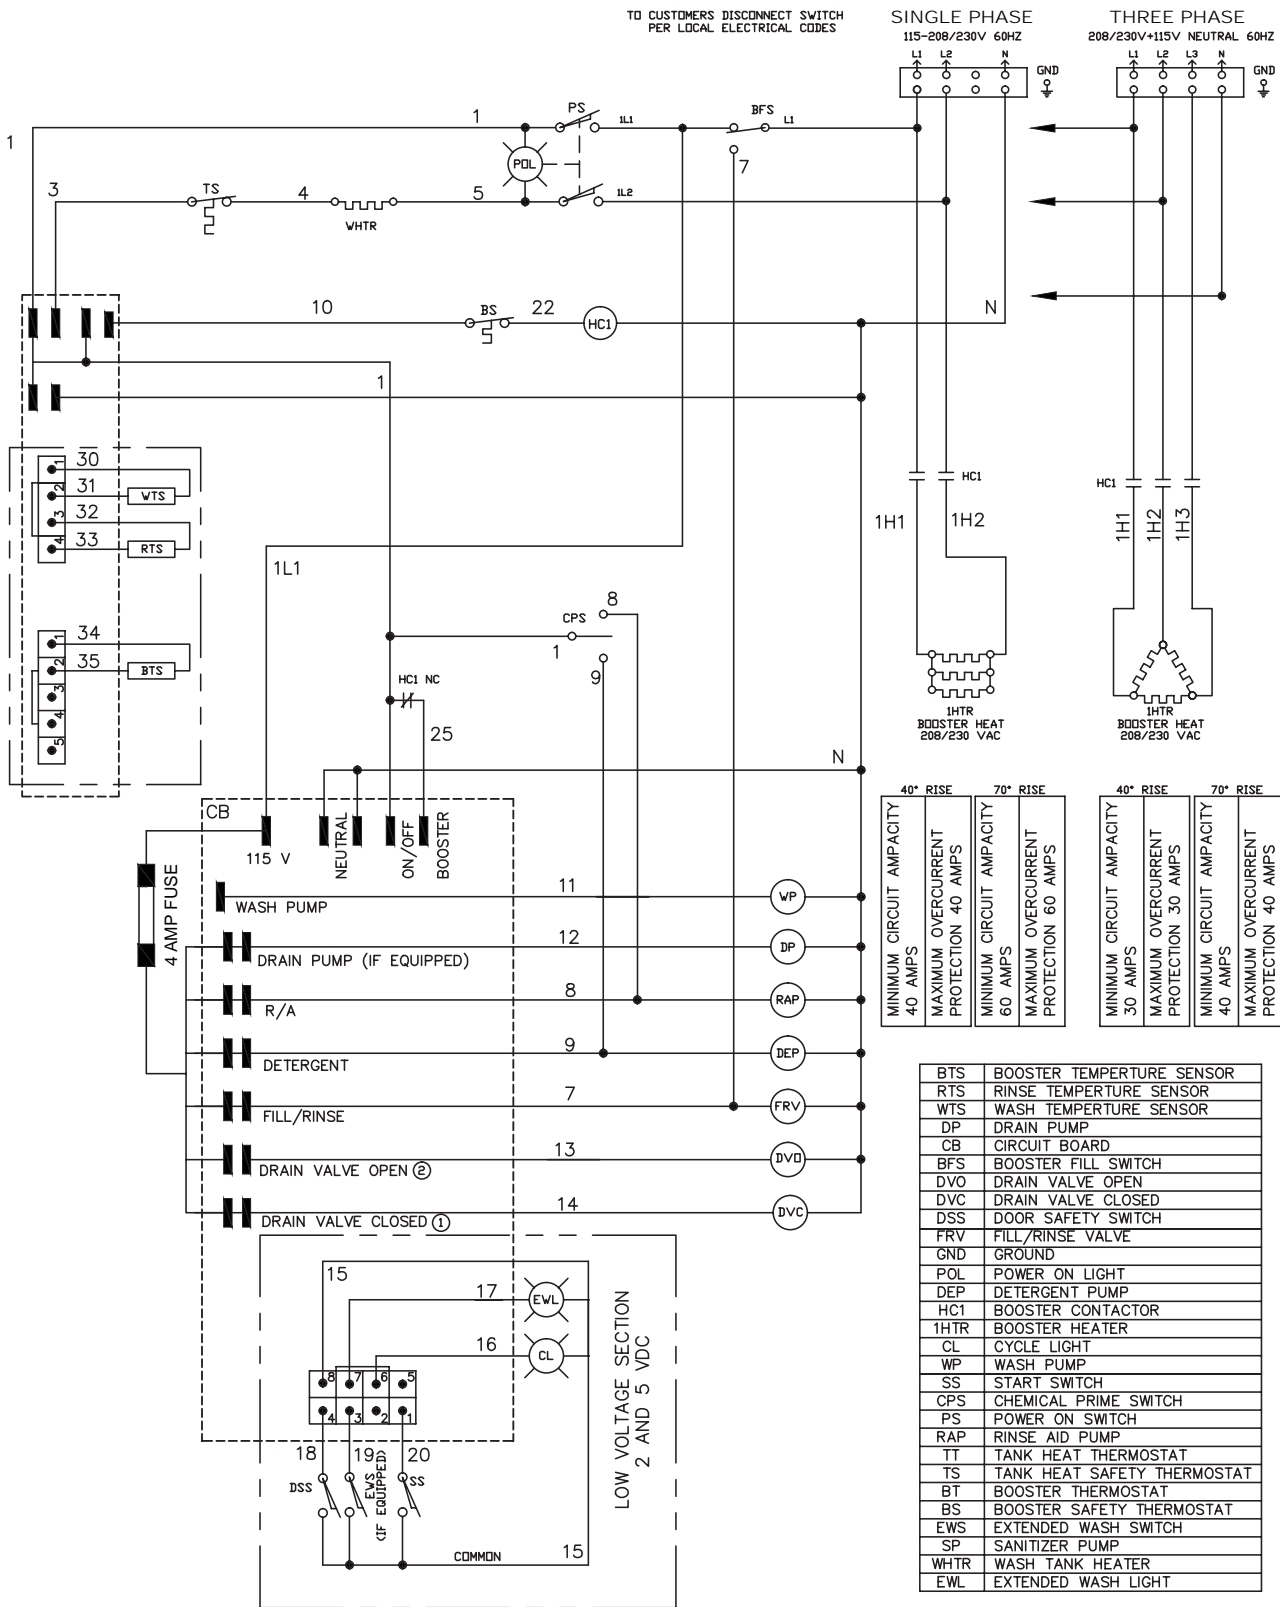 TO CUSTOMERS DISCONNECT SWITCH
PER LOCAL ELECTRICAL CODES
SINGLE PHASE
115-208/230V 60HZ
L1 L2 N
GND
THREE PHASE
208/230V+115V NEUTRAL 60HZ
L1 L2 L3 N
GND
1
1
PS
1L1
BFS
L1
POL
7
3
TS
4
WHTR
5
1L2
10
BS
22
HC1
N
1
30
31
32
33
WTS
RTS
1
2
3
4
34
35
BTS
1
2
3
4
5
1L1
CPS
8
1
9
HC1 NC
25
N
HC1
1H1
1H2
1HTR
BOOSTER HEAT
208/230 VAC
HC1
1H1
1H2
1H3
1HTR
BOOSTER HEAT
208/230 VAC
CB
115 V
NEUTRAL
ON/OFF
BOOSTER
4 AMP FUSE
WASH PUMP
11
WP
DRAIN PUMP (IF EQUIPPED)
12
DP
R/A
8
RAP
DETERGENT
9
DEP
FILL/RINSE
7
FRV
DRAIN VALVE OPEN ②
13
DVO
DRAIN VALVE CLOSED ①
14
DVC
40° RISE
MINIMUM CIRCUIT AMPACITY
40 AMPS
MAXIMUM OVERCURRENT
PROTECTION 40 AMPS
70° RISE
MINIMUM CIRCUIT AMPACITY
60 AMPS
MAXIMUM OVERCURRENT
PROTECTION 60 AMPS
40° RISE
MINIMUM CIRCUIT AMPACITY
30 AMPS
MAXIMUM OVERCURRENT
PROTECTION 30 AMPS
70° RISE
MINIMUM CIRCUIT AMPACITY
40 AMPS
MAXIMUM OVERCURRENT
PROTECTION 40 AMPS
15
17
EWL
16
CL
8 7 6 5
4 3 2 1
18
19
20
DSS
EWS
(IF EQUIPPED)
SS
COMMON
15
LOW VOLTAGE SECTION
2 AND 5 VDC
BTS BOOSTER TEMPERTURE SENSOR
RTS RINSE TEMPERTURE SENSOR
WTS WASH TEMPERTURE SENSOR
DP DRAIN PUMP
CB CIRCUIT BOARD
BFS BOOSTER FILL SWITCH
DVO DRAIN VALVE OPEN
DVC DRAIN VALVE CLOSED
DSS DOOR SAFETY SWITCH
FRV FILL/RINSE VALVE
GND GROUND
POL POWER ON LIGHT
DEP DETERGENT PUMP
HC1 BOOSTER CONTACTOR
1HTR BOOSTER HEATER
CL CYCLE LIGHT
WP WASH PUMP
SS START SWITCH
CPS CHEMICAL PRIME SWITCH
PS POWER ON SWITCH
RAP RINSE AID PUMP
TT TANK HEAT THERMOSTAT
TS TANK HEAT SAFETY THERMOSTAT
BT BOOSTER THERMOSTAT
BS BOOSTER SAFETY THERMOSTAT
EWS EXTENDED WASH SWITCH
SP SANITIZER PUMP
WHTR WASH TANK HEATER
EWL EXTENDED WASH LIGHT